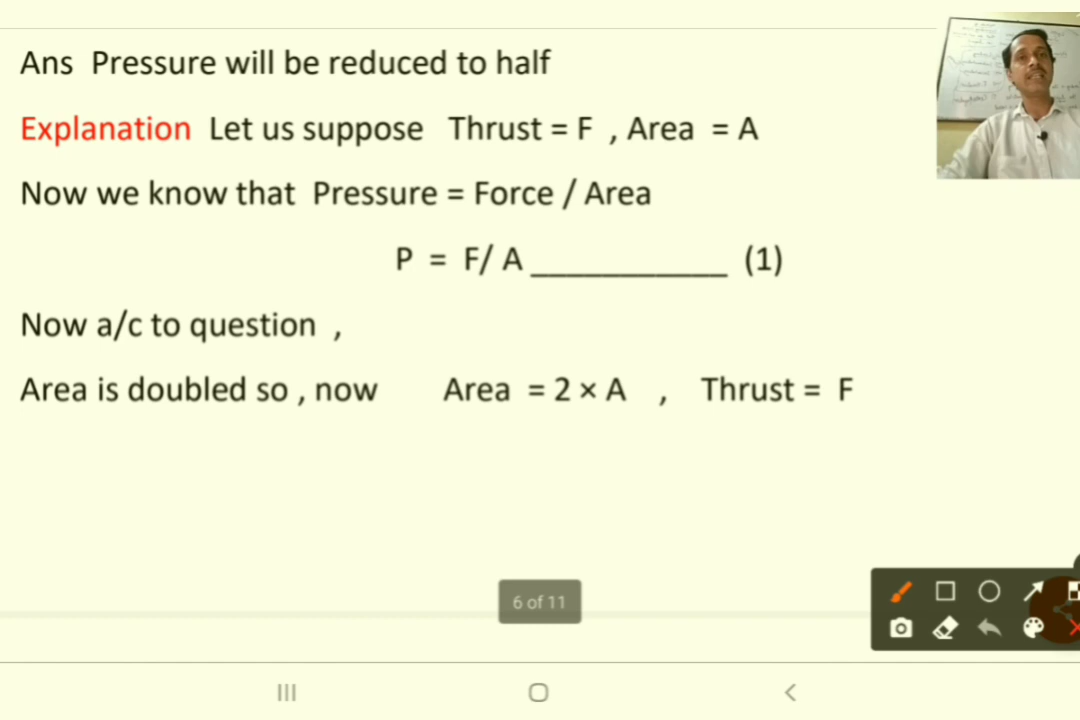 Ans Pressure will be reduced to half
Explanation Let us suppose Thrust = F , Area = A
Now we know that Pressure = Force / Area
P = F/ A ____________ (1)
Now a/c to question ,
Area is doubled so , now Area = 2 × A , Thrust = F
6 of 11